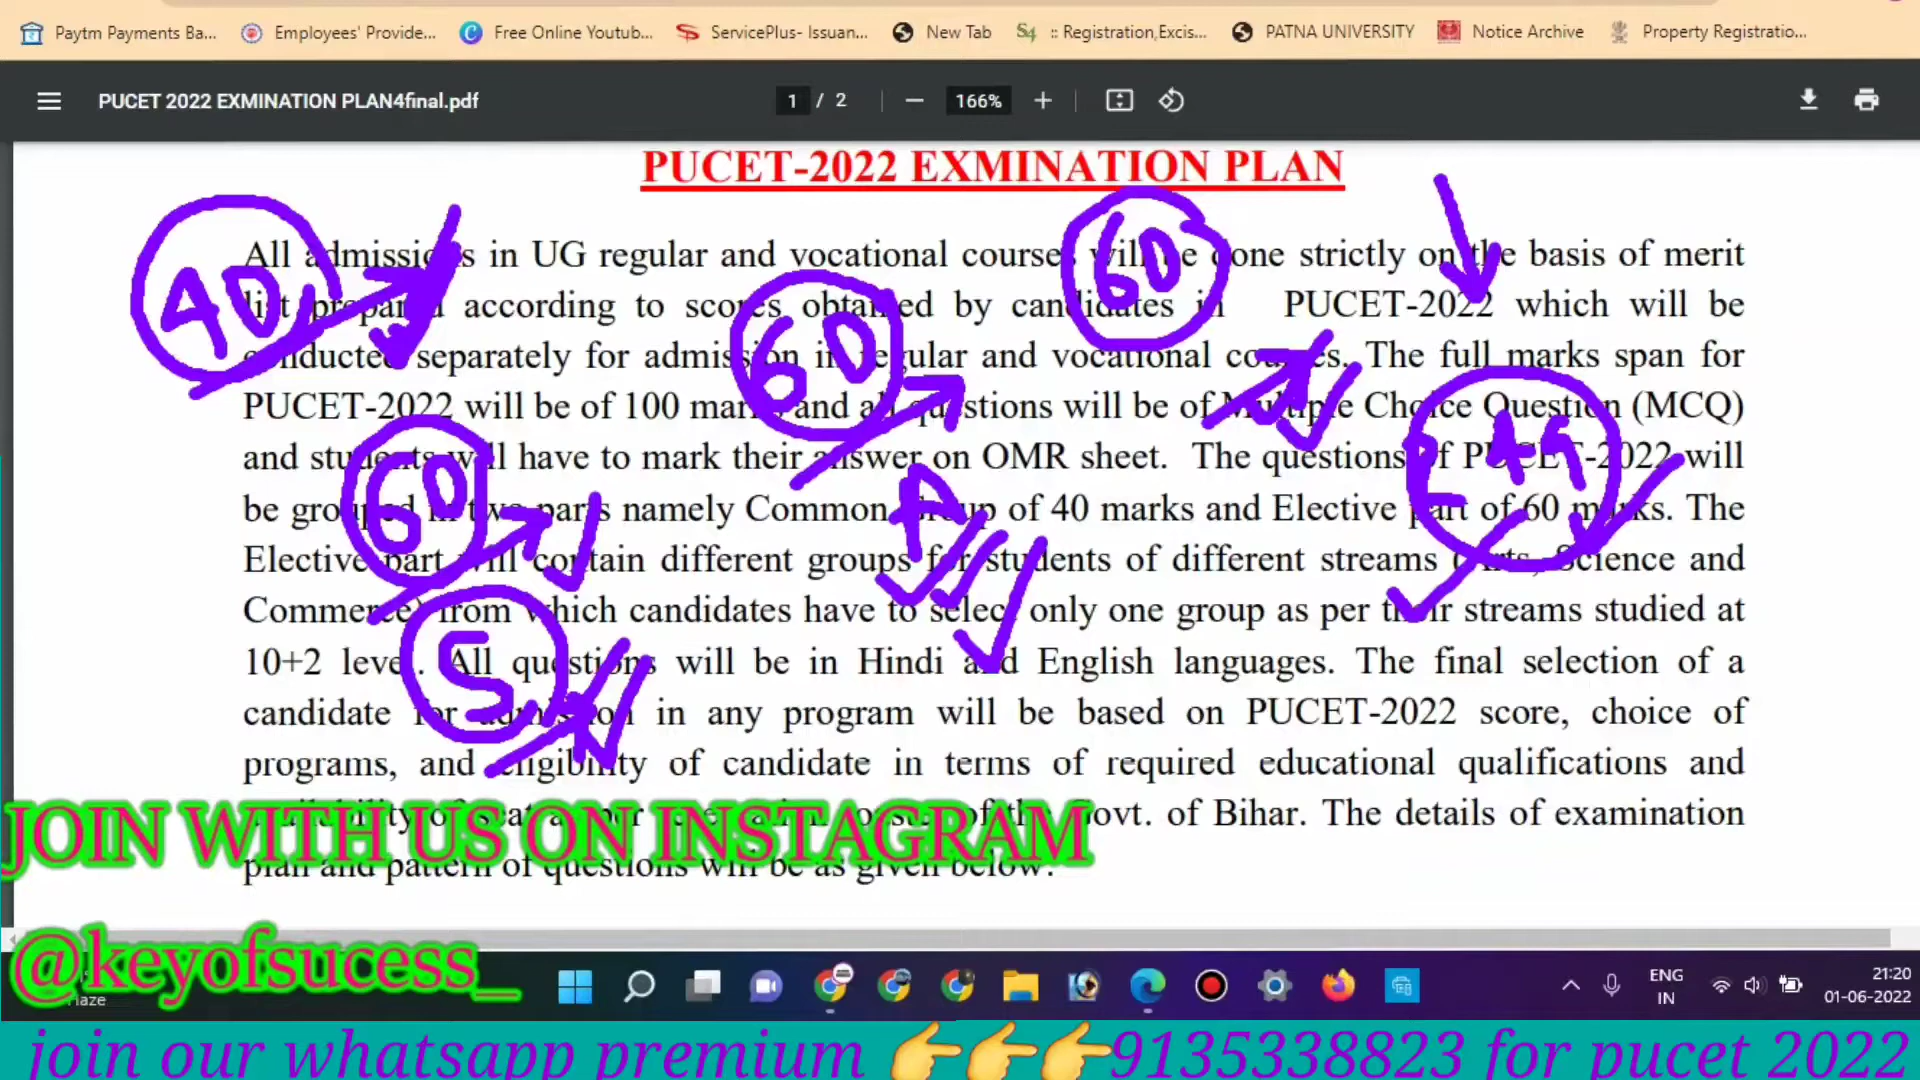 Paytm Payments Ba... Employees' Provide... Free Online Youtub... ServicePlus- Issuan... New Tab :: Registration,Excis... PATNA UNIVERSITY Notice Archive Property Registratio...
PUCET 2022 EXMINATION PLAN4final.pdf 1 / 2 166%
PUCET-2022 EXMINATION PLAN
All admissions in UG regular and vocational courses will be done strictly on the basis of merit
list prepared according to scores obtained by candidates in PUCET-2022 which will be
conducted separately for admission in regular and vocational courses. The full marks span for
PUCET-2022 will be of 100 marks and all questions will be of Multiple Choice Question (MCQ)
and students will have to mark their answer on OMR sheet. The questions of PUCET-2022 will
be grouped in two parts namely Common group of 40 marks and Elective part of 60 marks. The
Elective part will contain different groups for students of different streams (Arts, Science and
Commerce) from which candidates have to select only one group as per their streams studied at
10+2 level. All questions will be in Hindi and English languages. The final selection of a
candidate for admission in any program will be based on PUCET-2022 score, choice of
programs, and eligibility of candidate in terms of required educational qualifications and
of the Govt. of Bihar. The details of examination
plan and pattern of questions will be as given below.
40
60
60
60
A
5
JOIN WITH US ON INSTAGRAM
@keyofsucess_
Haze
ENG
IN
21:20
01-06-2022
join our whatsapp premium 👉👉👉9135338823 for pucet 2022